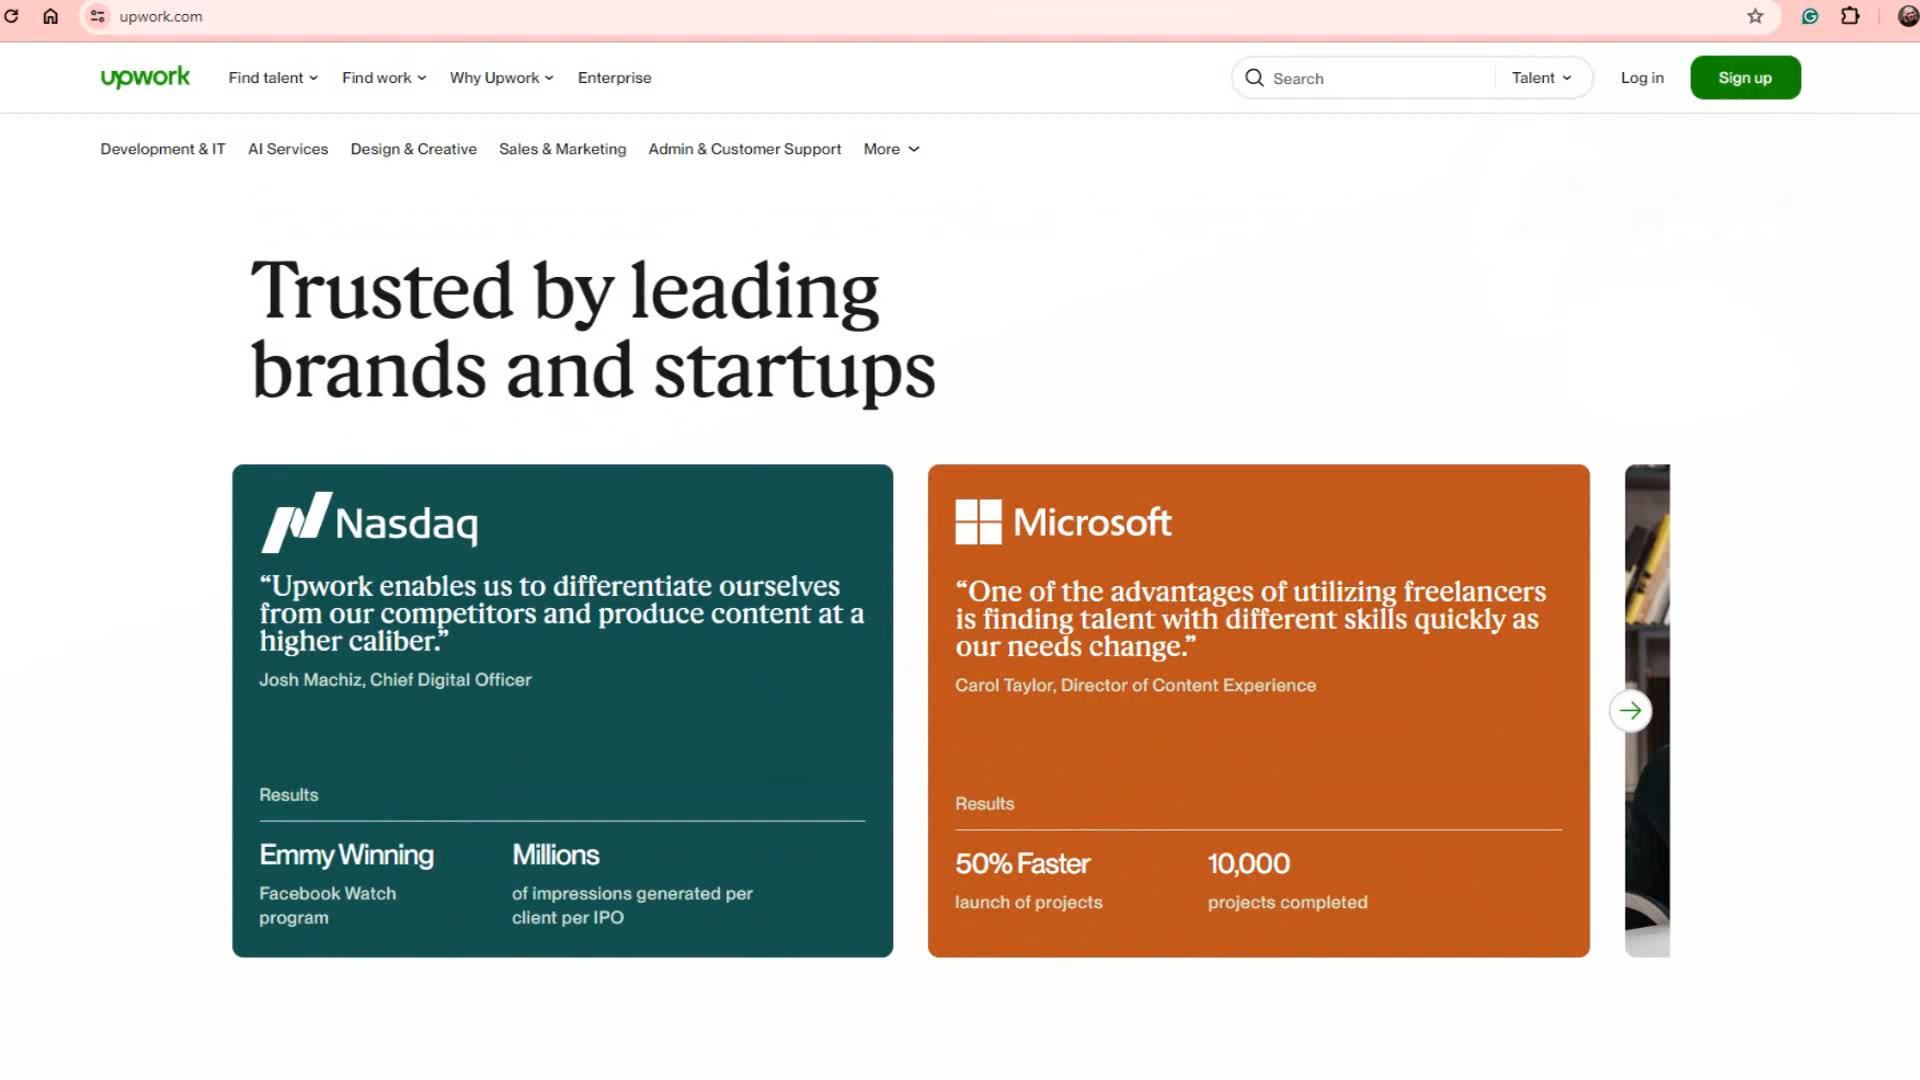 upwork.com
upwork Find talent Find work Why Upwork Enterprise Search Talent Log in Sign up
Development & IT AI Services Design & Creative Sales & Marketing Admin & Customer Support More
Trusted by leading
brands and startups
Nasdaq
“Upwork enables us to differentiate ourselves
from our competitors and produce content at a
higher caliber.”
Josh Machiz, Chief Digital Officer
Results
Emmy Winning
Facebook Watch
program
Millions
of impressions generated per
client per IPO
Microsoft
“One of the advantages of utilizing freelancers
is finding talent with different skills quickly as
our needs change.”
Carol Taylor, Director of Content Experience
Results
50% Faster
launch of projects
10,000
projects completed